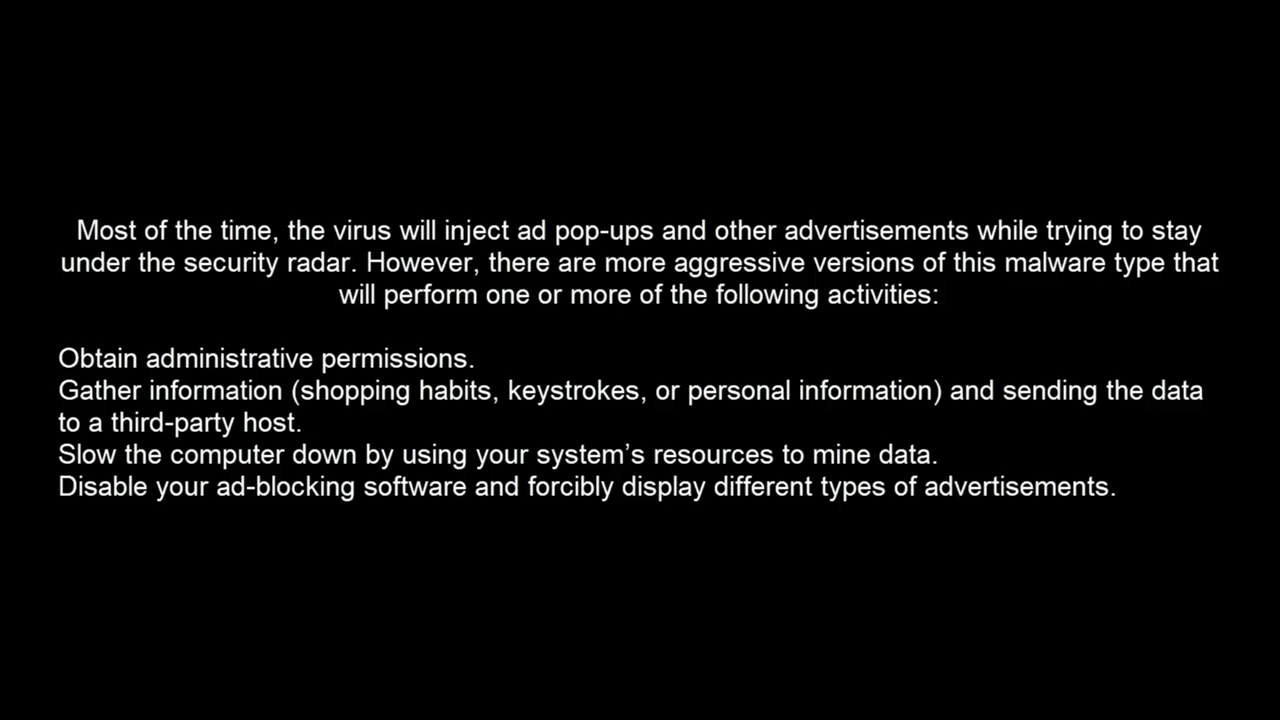 Most of the time, the virus will inject ad pop-ups and other advertisements while trying to stay
under the security radar. However, there are more aggressive versions of this malware type that
will perform one or more of the following activities:
Obtain administrative permissions.
Gather information (shopping habits, keystrokes, or personal information) and sending the data
to a third-party host.
Slow the computer down by using your system’s resources to mine data.
Disable your ad-blocking software and forcibly display different types of advertisements.